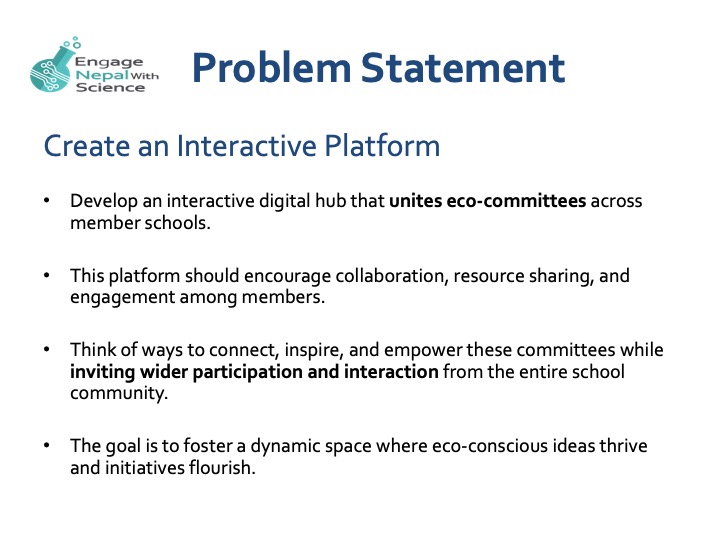 Engage
Nepal With
Science
Problem Statement
Create an Interactive Platform
• Develop an interactive digital hub that unites eco-committees across
member schools.
• This platform should encourage collaboration, resource sharing, and
engagement among members.
• Think of ways to connect, inspire, and empower these committees while
inviting wider participation and interaction from the entire school
community.
• The goal is to foster a dynamic space where eco-conscious ideas thrive
and initiatives flourish.